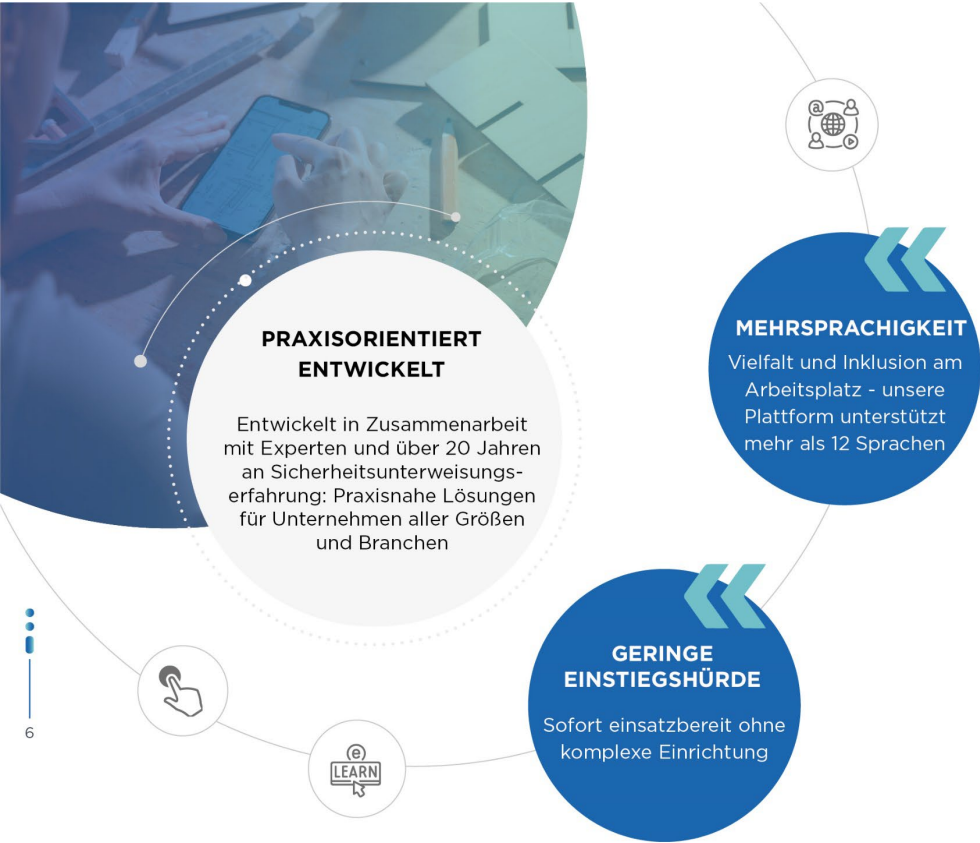 PRAXISORIENTIERT
ENTWICKELT
Entwickelt in Zusammenarbeit
mit Experten und über 20 Jahren
an Sicherheitsunterweisungs-
erfahrung: Praxisnahe Lösungen
für Unternehmen aller Größen
und Branchen
MEHRSPRACHIGKEIT
Vielfalt und Inklusion am
Arbeitsplatz - unsere
Plattform unterstützt
mehr als 12 Sprachen
GERINGE
EINSTIEGSHÜRDE
Sofort einsatzbereit ohne
komplexe Einrichtung
@
(e)
LEARN
6